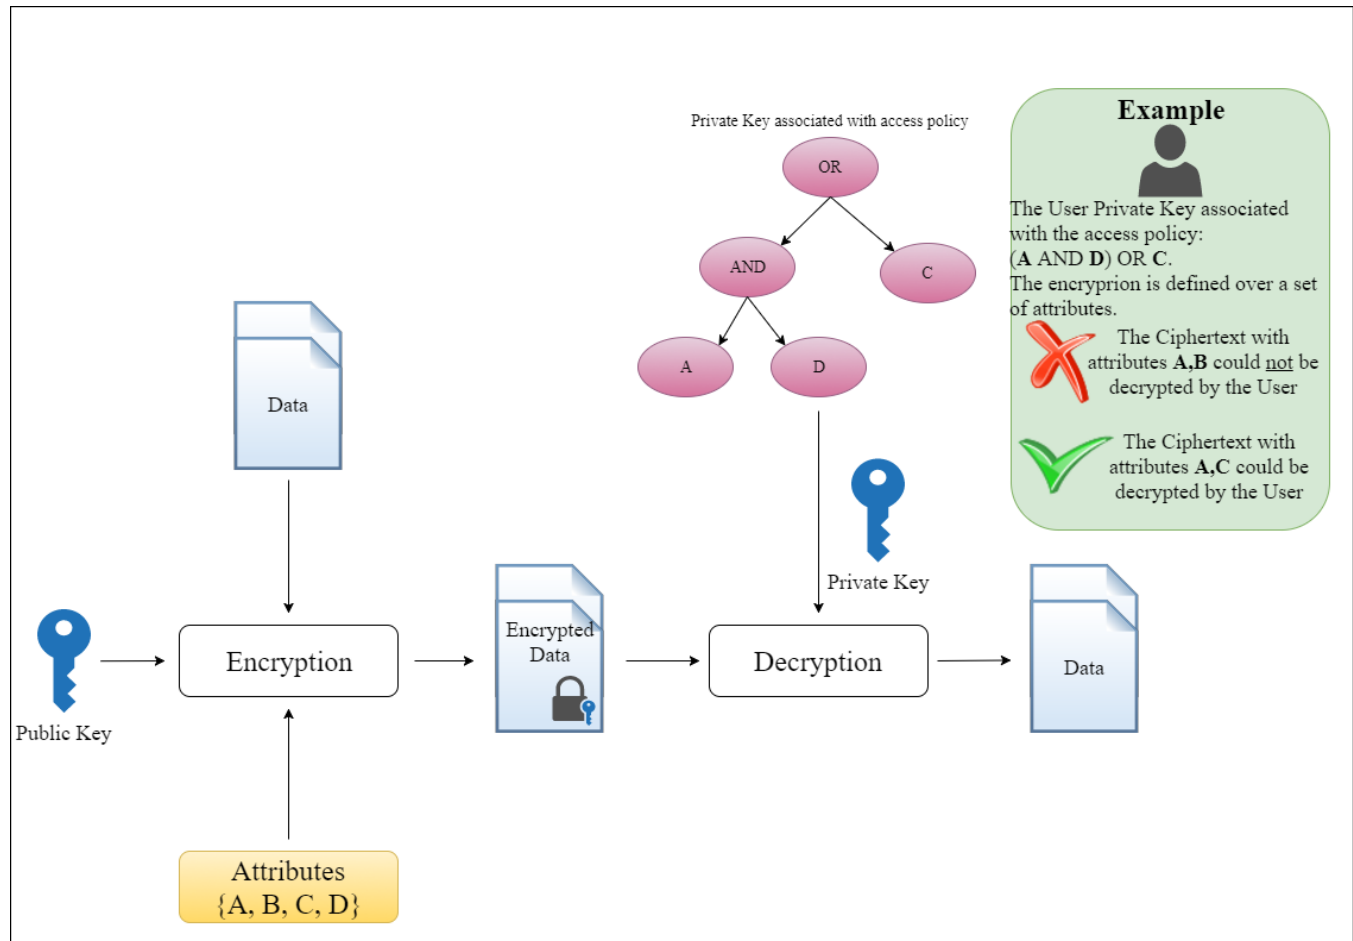 Private Key associated with access policy
OR
AND
C
A
D
Example
The User Private Key associated
with the access policy:
(A AND D) OR C.
The encryprion is defined over a set
of attributes.
The Ciphertext with
attributes A,B could not be
decrypted by the User
The Ciphertext with
attributes A,C could be
decrypted by the User
Data
Public Key
Encryption
Encrypted
Data
Private Key
Decryption
Data
Attributes
{A, B, C, D}